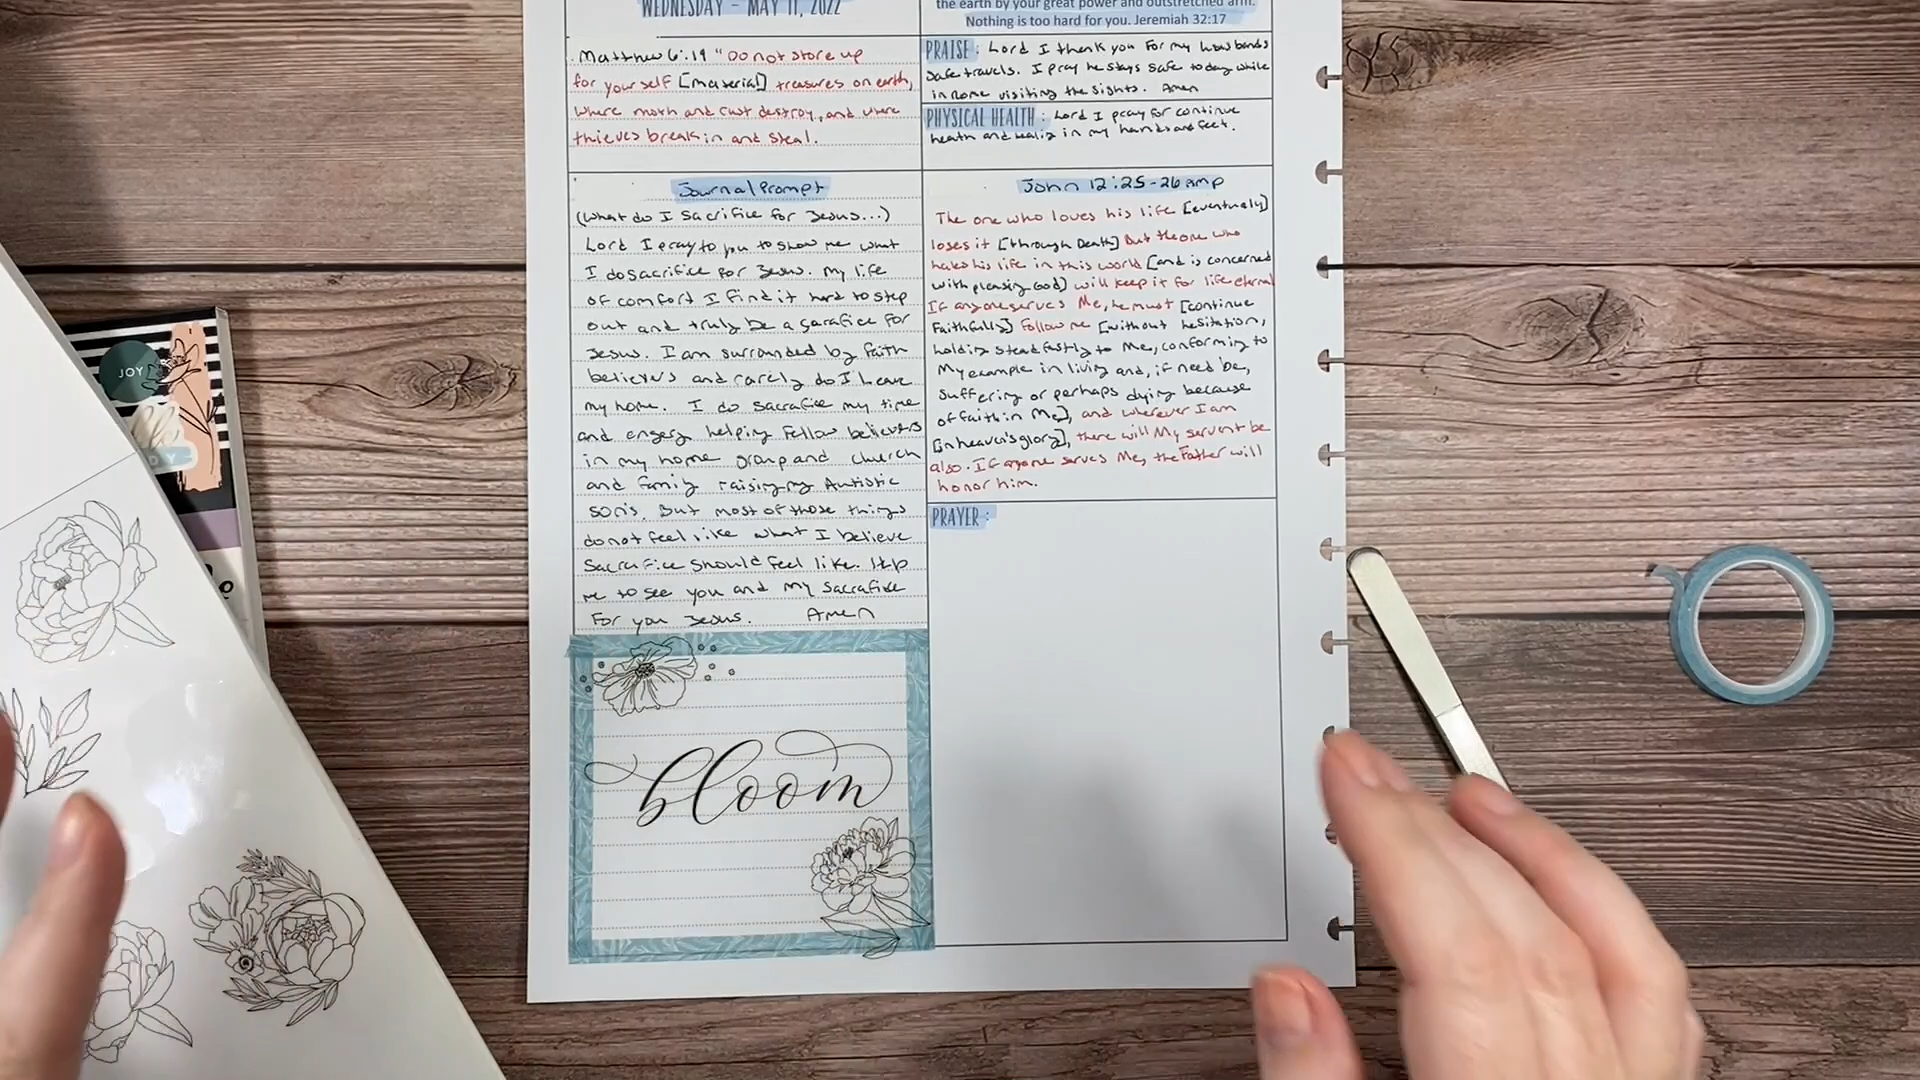 WEDNESDAY - MAY 11, 2022
Matthew 6:19 "Do not store up
for yourself [material] treasures on earth,
where moth and rust destroy, and where
thieves break in and steal.
Journal Prompt
(What do I sacrifice for Jesus...)
Lord I pray to you to show me what
I do sacrifice for Jesus. My life
of comfort I find it hard to step
out and truly be a sacrafice for
Jesus. I am surrounded by faith
believers and rarely do I leave
my home. I do sacrafice my time
and energy helping fellow believers
in my home group and church
and family raising my Autistic
sons. But most of those things
do not feel like what I believe
Sacrifice should feel like. Help
me to see you and my sacrafice
For you Jesus. Amen
bloom
the earth by your great power and outstretched arm.
Nothing is too hard for you. Jeremiah 32:17
PRAISE: Lord I thank you for my husbands
safe travels. I pray he stays safe today while
in Rome visiting the sights. Amen
PHYSICAL HEALTH: Lord I pray for continue
heath and in my hands and feet.
John 12:25-26 AMP
The one who loves his life [eventually]
loses it [through Death] But the one who
hates his life in this world [and is concerned
with pleasing God] will keep it for life eternal
If anyone serves Me, he must [continue
Faithfully] Follow me [without hesitation,
holding steadfastly to Me, conforming to
My example in living and, if need be,
suffering or perhaps dying because
of faith in Me], and wherever I am
[in heaven's glory], there will My servant be
also. If anyone serves Me, the Father will
honor him.
PRAYER:
JOY